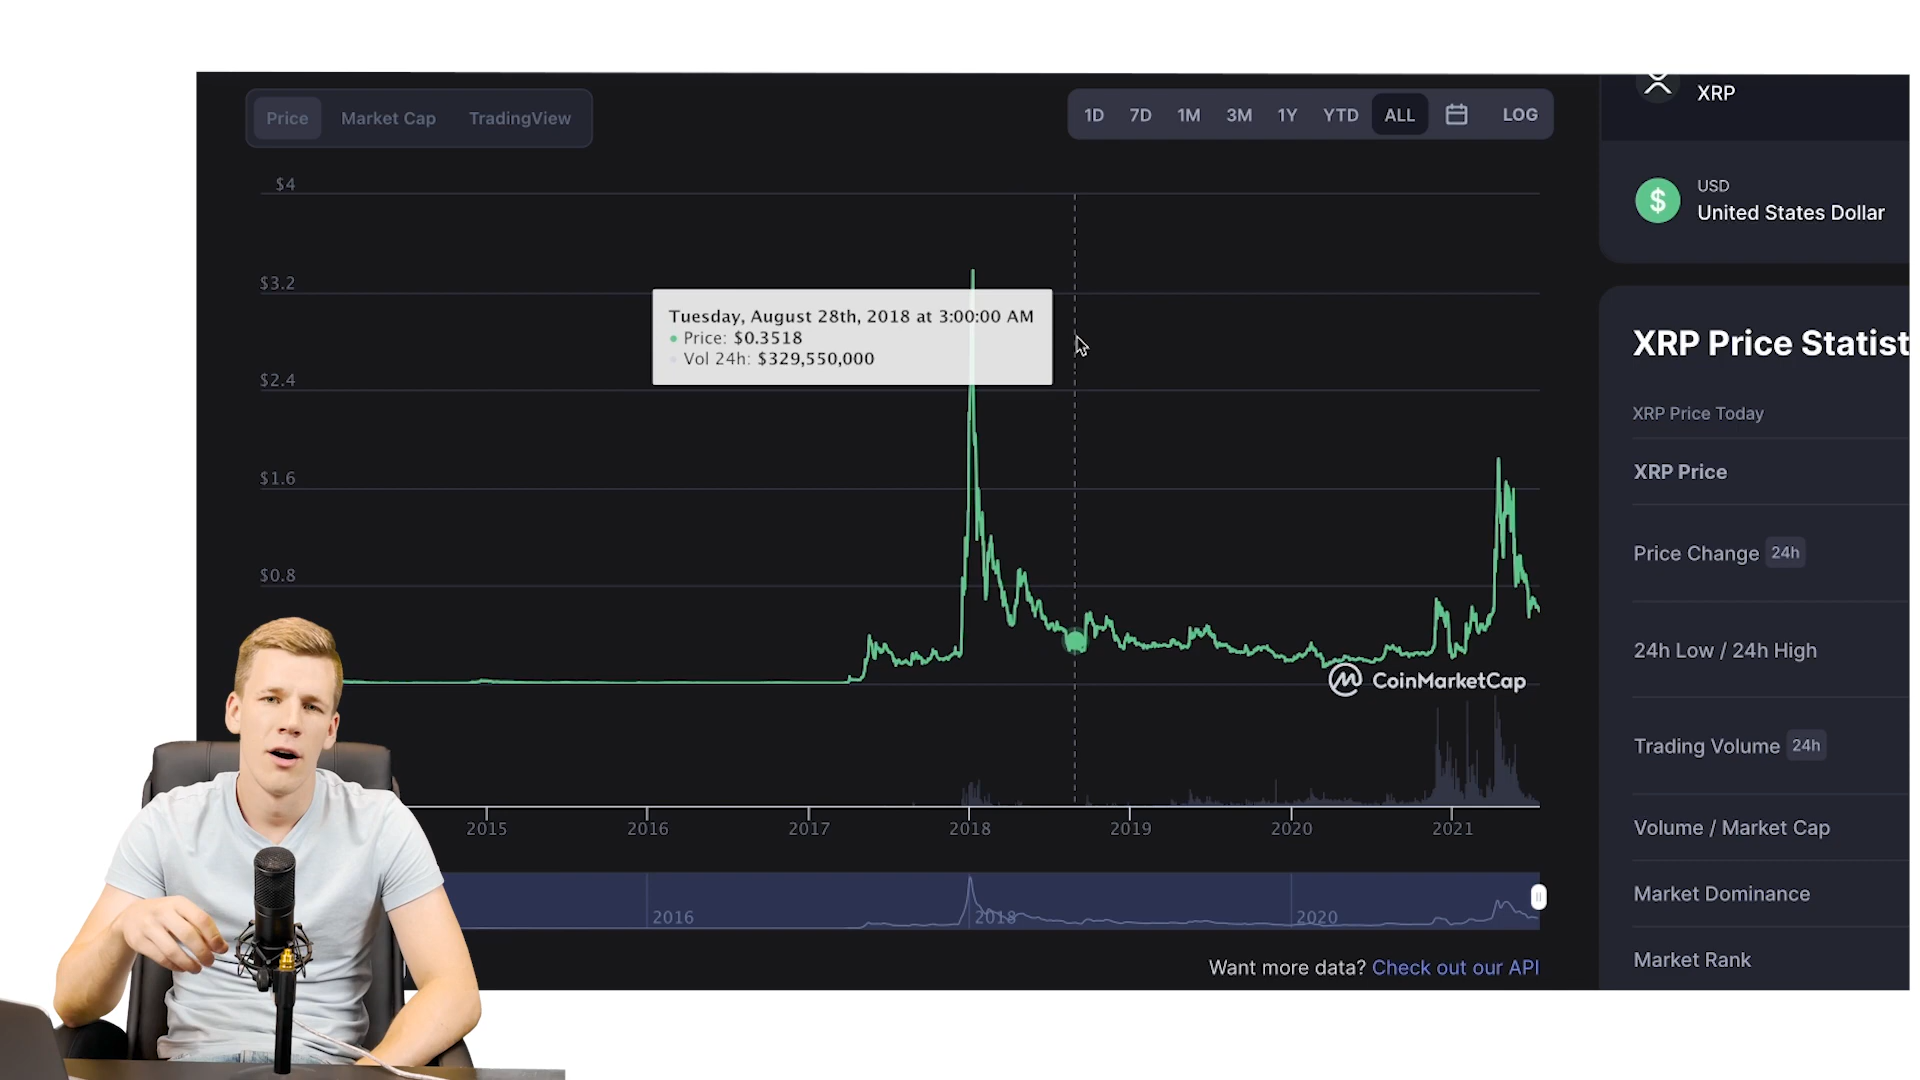 Price Market Cap TradingView
1D 7D 1M 3M 1Y YTD ALL LOG
XRP
USD
United States Dollar
$4
$3.2
$2.4
$1.6
$0.8
Tuesday, August 28th, 2018 at 3:00:00 AM
Price: $0.3518
Vol 24h: $329,550,000
CoinMarketCap
2015 2016 2017 2018 2019 2020 2021
2016 2018 2020
Want more data? Check out our API
XRP Price Statist
XRP Price Today
XRP Price
Price Change 24h
24h Low / 24h High
Trading Volume 24h
Volume / Market Cap
Market Dominance
Market Rank